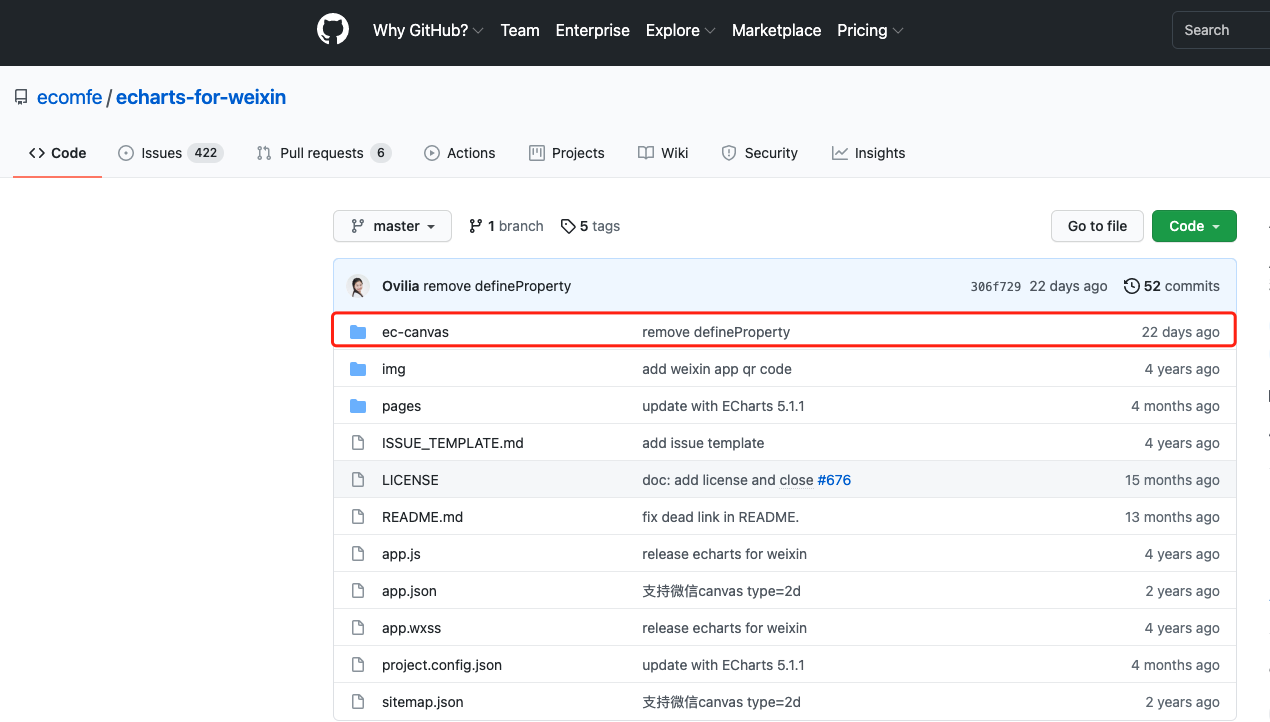 Why GitHub? Team Enterprise Explore Marketplace Pricing Search
ecomfe / echarts-for-weixin
Code Issues 422 Pull requests 6 Actions Projects Wiki Security Insights
master 1 branch 5 tags Go to file Code
Ovilia remove defineProperty 306f729 22 days ago 52 commits
ec-canvas remove defineProperty 22 days ago
img add weixin app qr code 4 years ago
pages update with ECharts 5.1.1 4 months ago
ISSUE_TEMPLATE.md add issue template 4 years ago
LICENSE doc: add license and close #676 15 months ago
README.md fix dead link in README. 13 months ago
app.js release echarts for weixin 4 years ago
app.json 支持微信canvas type=2d 2 years ago
app.wxss release echarts for weixin 4 years ago
project.config.json update with ECharts 5.1.1 4 months ago
sitemap.json 支持微信canvas type=2d 2 years ago